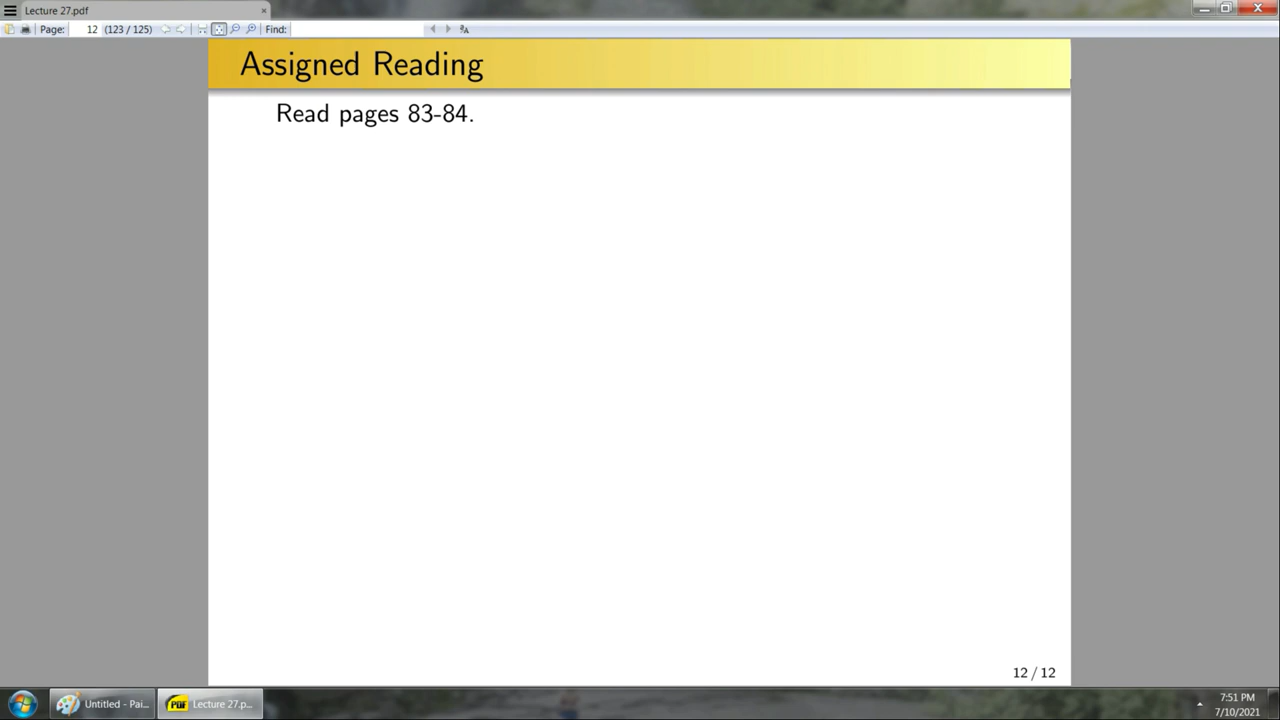 Lecture 27.pdf
Page: 12 (123 / 125) Find:
Assigned Reading
Read pages 83-84.
12 / 12
Untitled - Pai... PDF Lecture 27.p... 7:51 PM
7/10/2021